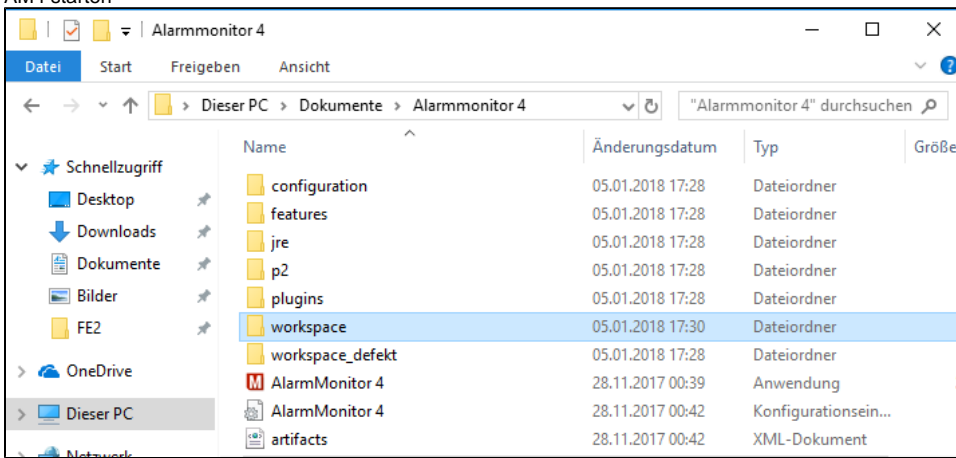 AM4 starten
Alarmmonitor 4
Datei Start Freigeben Ansicht
Dieser PC > Dokumente > Alarmmonitor 4 "Alarmmonitor 4" durchsuchen
Name Änderungsdatum Typ Größe
Schnellzugriff
Desktop
Downloads
Dokumente
Bilder
FE2
OneDrive
Dieser PC
Netzwerk
configuration 05.01.2018 17:28 Dateiordner
features 05.01.2018 17:28 Dateiordner
jre 05.01.2018 17:28 Dateiordner
p2 05.01.2018 17:28 Dateiordner
plugins 05.01.2018 17:28 Dateiordner
workspace 05.01.2018 17:30 Dateiordner
workspace_defekt 05.01.2018 17:28 Dateiordner
AlarmMonitor 4 28.11.2017 00:39 Anwendung
AlarmMonitor 4 28.11.2017 00:42 Konfigurationsein...
artifacts 28.11.2017 00:42 XML-Dokument